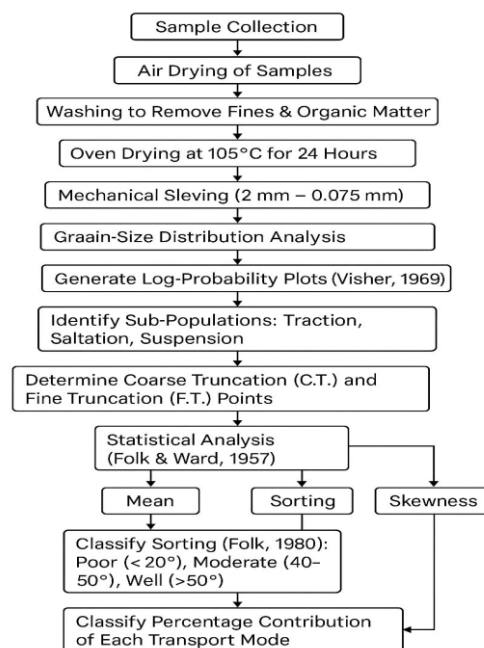 Sample Collection
Air Drying of Samples
Washing to Remove Fines & Organic Matter
Oven Drying at 105°C for 24 Hours
Mechanical Sleving (2 mm – 0.075 mm)
Graain-Size Distribution Analysis
Generate Log-Probability Plots (Visher, 1969)
Identify Sub-Populations: Traction,
Saltation, Suspension
Determine Coarse Truncation (C.T.) and
Fine Truncation (F.T.) Points
Statistical Analysis
(Folk & Ward, 1957)
Mean
Sorting
Skewness
Classify Sorting (Folk, 1980):
Poor (< 20°), Moderate (40–
50°), Well (>50°)
Classify Percentage Contribution
of Each Transport Mode